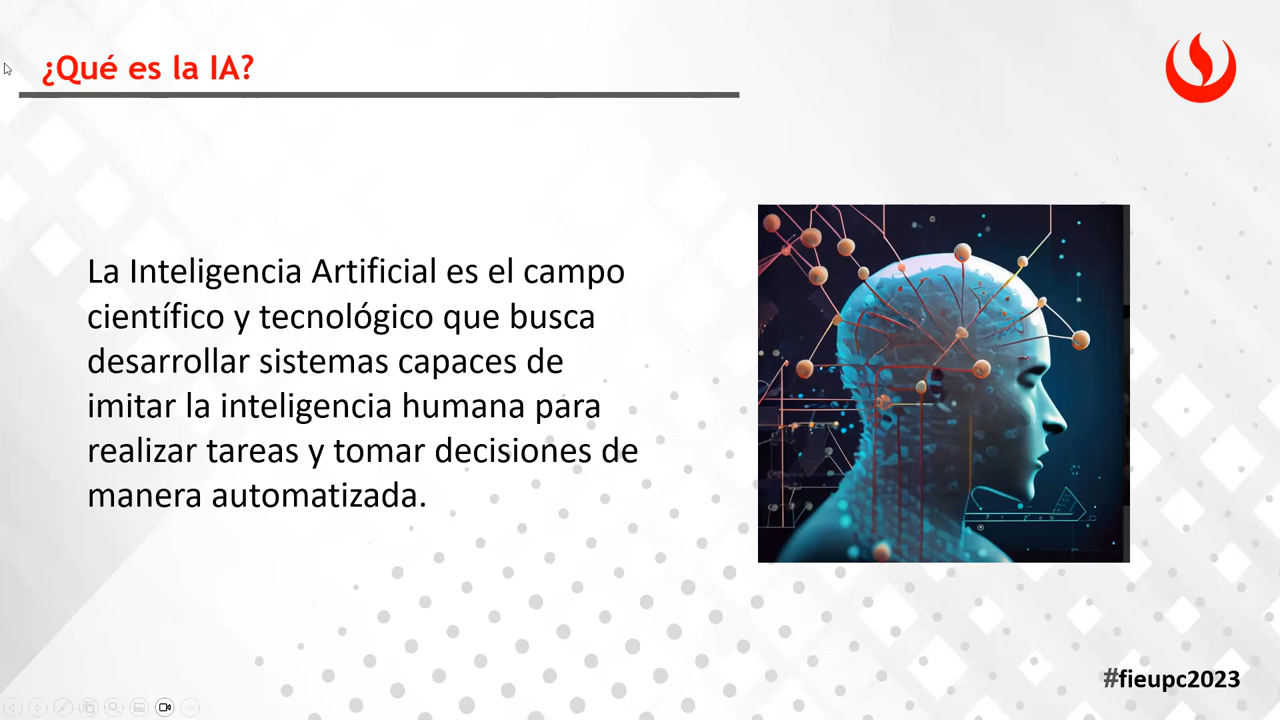 ¿Qué es la IA?
La Inteligencia Artificial es el campo
científico y tecnológico que busca
desarrollar sistemas capaces de
imitar la inteligencia humana para
realizar tareas y tomar decisiones de
manera automatizada.
#fieupc2023